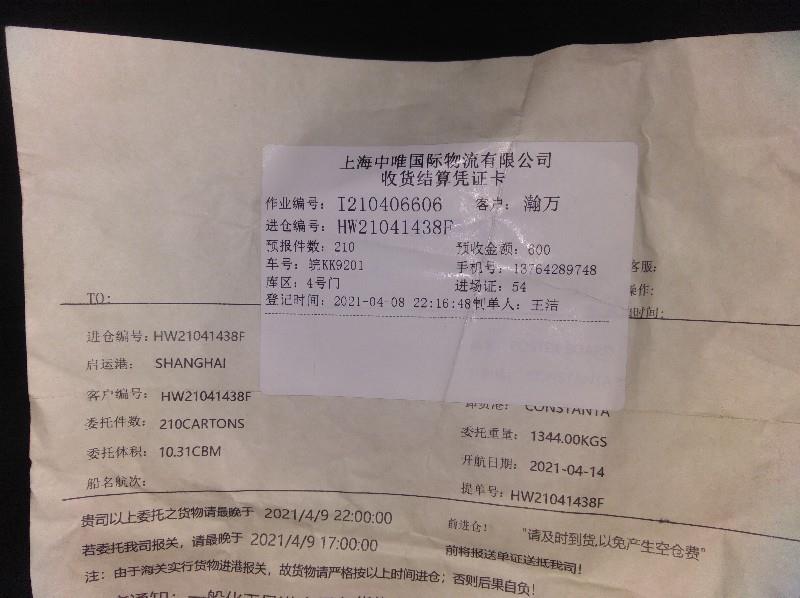 上海中唯国际物流有限公司
收货结算凭证卡
作业编号: I210406606 客户: 瀚万
进仓编号: HW21041438F
预报件数: 210 预收金额: 600
车号: 皖KK9201 手机号: 13764289748
库区: 4号门 进场证: 54
登记时间: 2021-04-08 22:16:48制单人: 王洁
客服:
操作:
时间:
TO:
进仓编号: HW21041438F
启运港: SHANGHAI
客户编号: HW21041438F
卸货港: CONSTANTA
委托件数: 210CARTONS
委托重量: 1344.00KGS
委托体积: 10.31CBM
开航日期: 2021-04-14
船名航次:
提单号: HW21041438F
贵司以上委托之货物请最晚于 2021/4/9 22:00:00 前进仓! "请及时到货,以免产生空仓费"
若委托我司报关，请最晚于 2021/4/9 17:00:00 前将报送单证送抵我司!
注: 由于海关实行货物进港报关，故货物请严格按以上时间进仓; 否则后果自负!